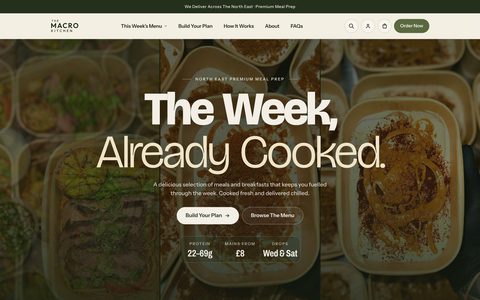 We Deliver Across The North East · Premium Meal Prep
THE
MACRO
KITCHEN
This Week's Menu
Build Your Plan
How It Works
About
FAQs
Order Now
NORTH EAST PREMIUM MEAL PREP
The Week,
Already Cooked.
A delicious selection of meals and breakfasts that keeps you fuelled
through the week. Cooked fresh and delivered chilled.
Build Your Plan →
Browse The Menu
PROTEIN
22–69g
MAINS FROM
£8
DROPS
Wed & Sat